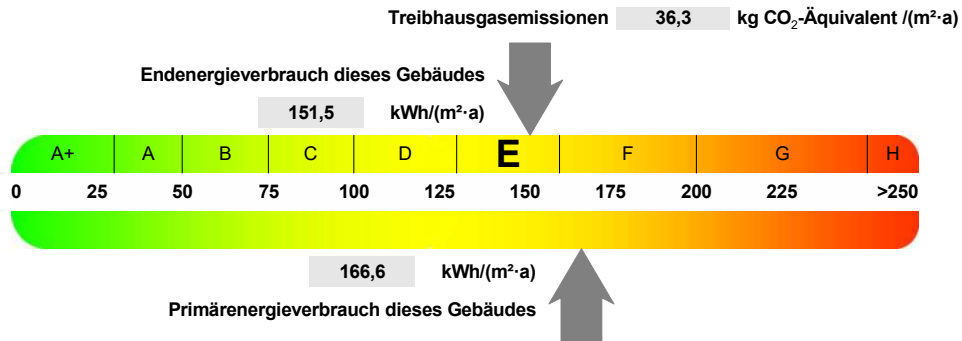 Treibhausgasemissionen 36,3 kg CO₂-Äquivalent /(m²·a)
Endenergieverbrauch dieses Gebäudes
151,5 kWh/(m²·a)
A+ A B C D E F G H
0 25 50 75 100 125 150 175 200 225 >250
166,6 kWh/(m²·a)
Primärenergieverbrauch dieses Gebäudes